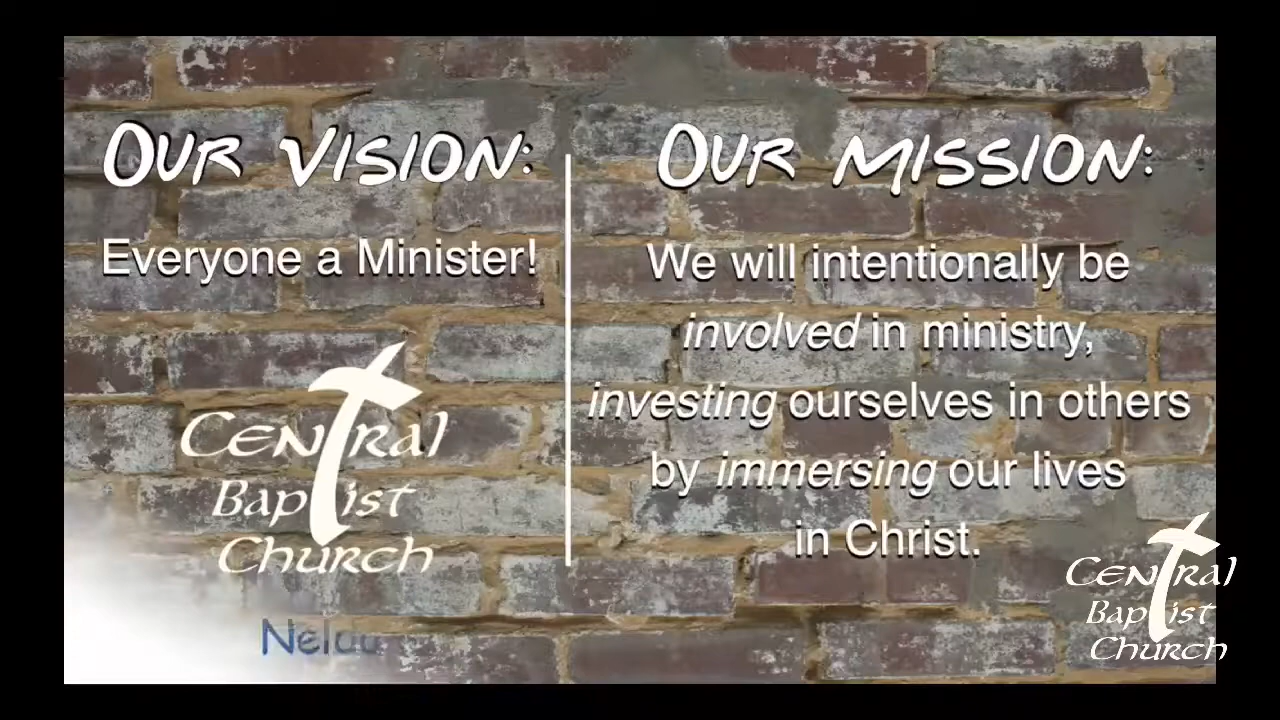 Our Vision:
Everyone a Minister!
Central
Baptist
Church
Our Mission:
We will intentionally be
involved in ministry,
investing ourselves in others
by immersing our lives
in Christ.
Central
Baptist
Church